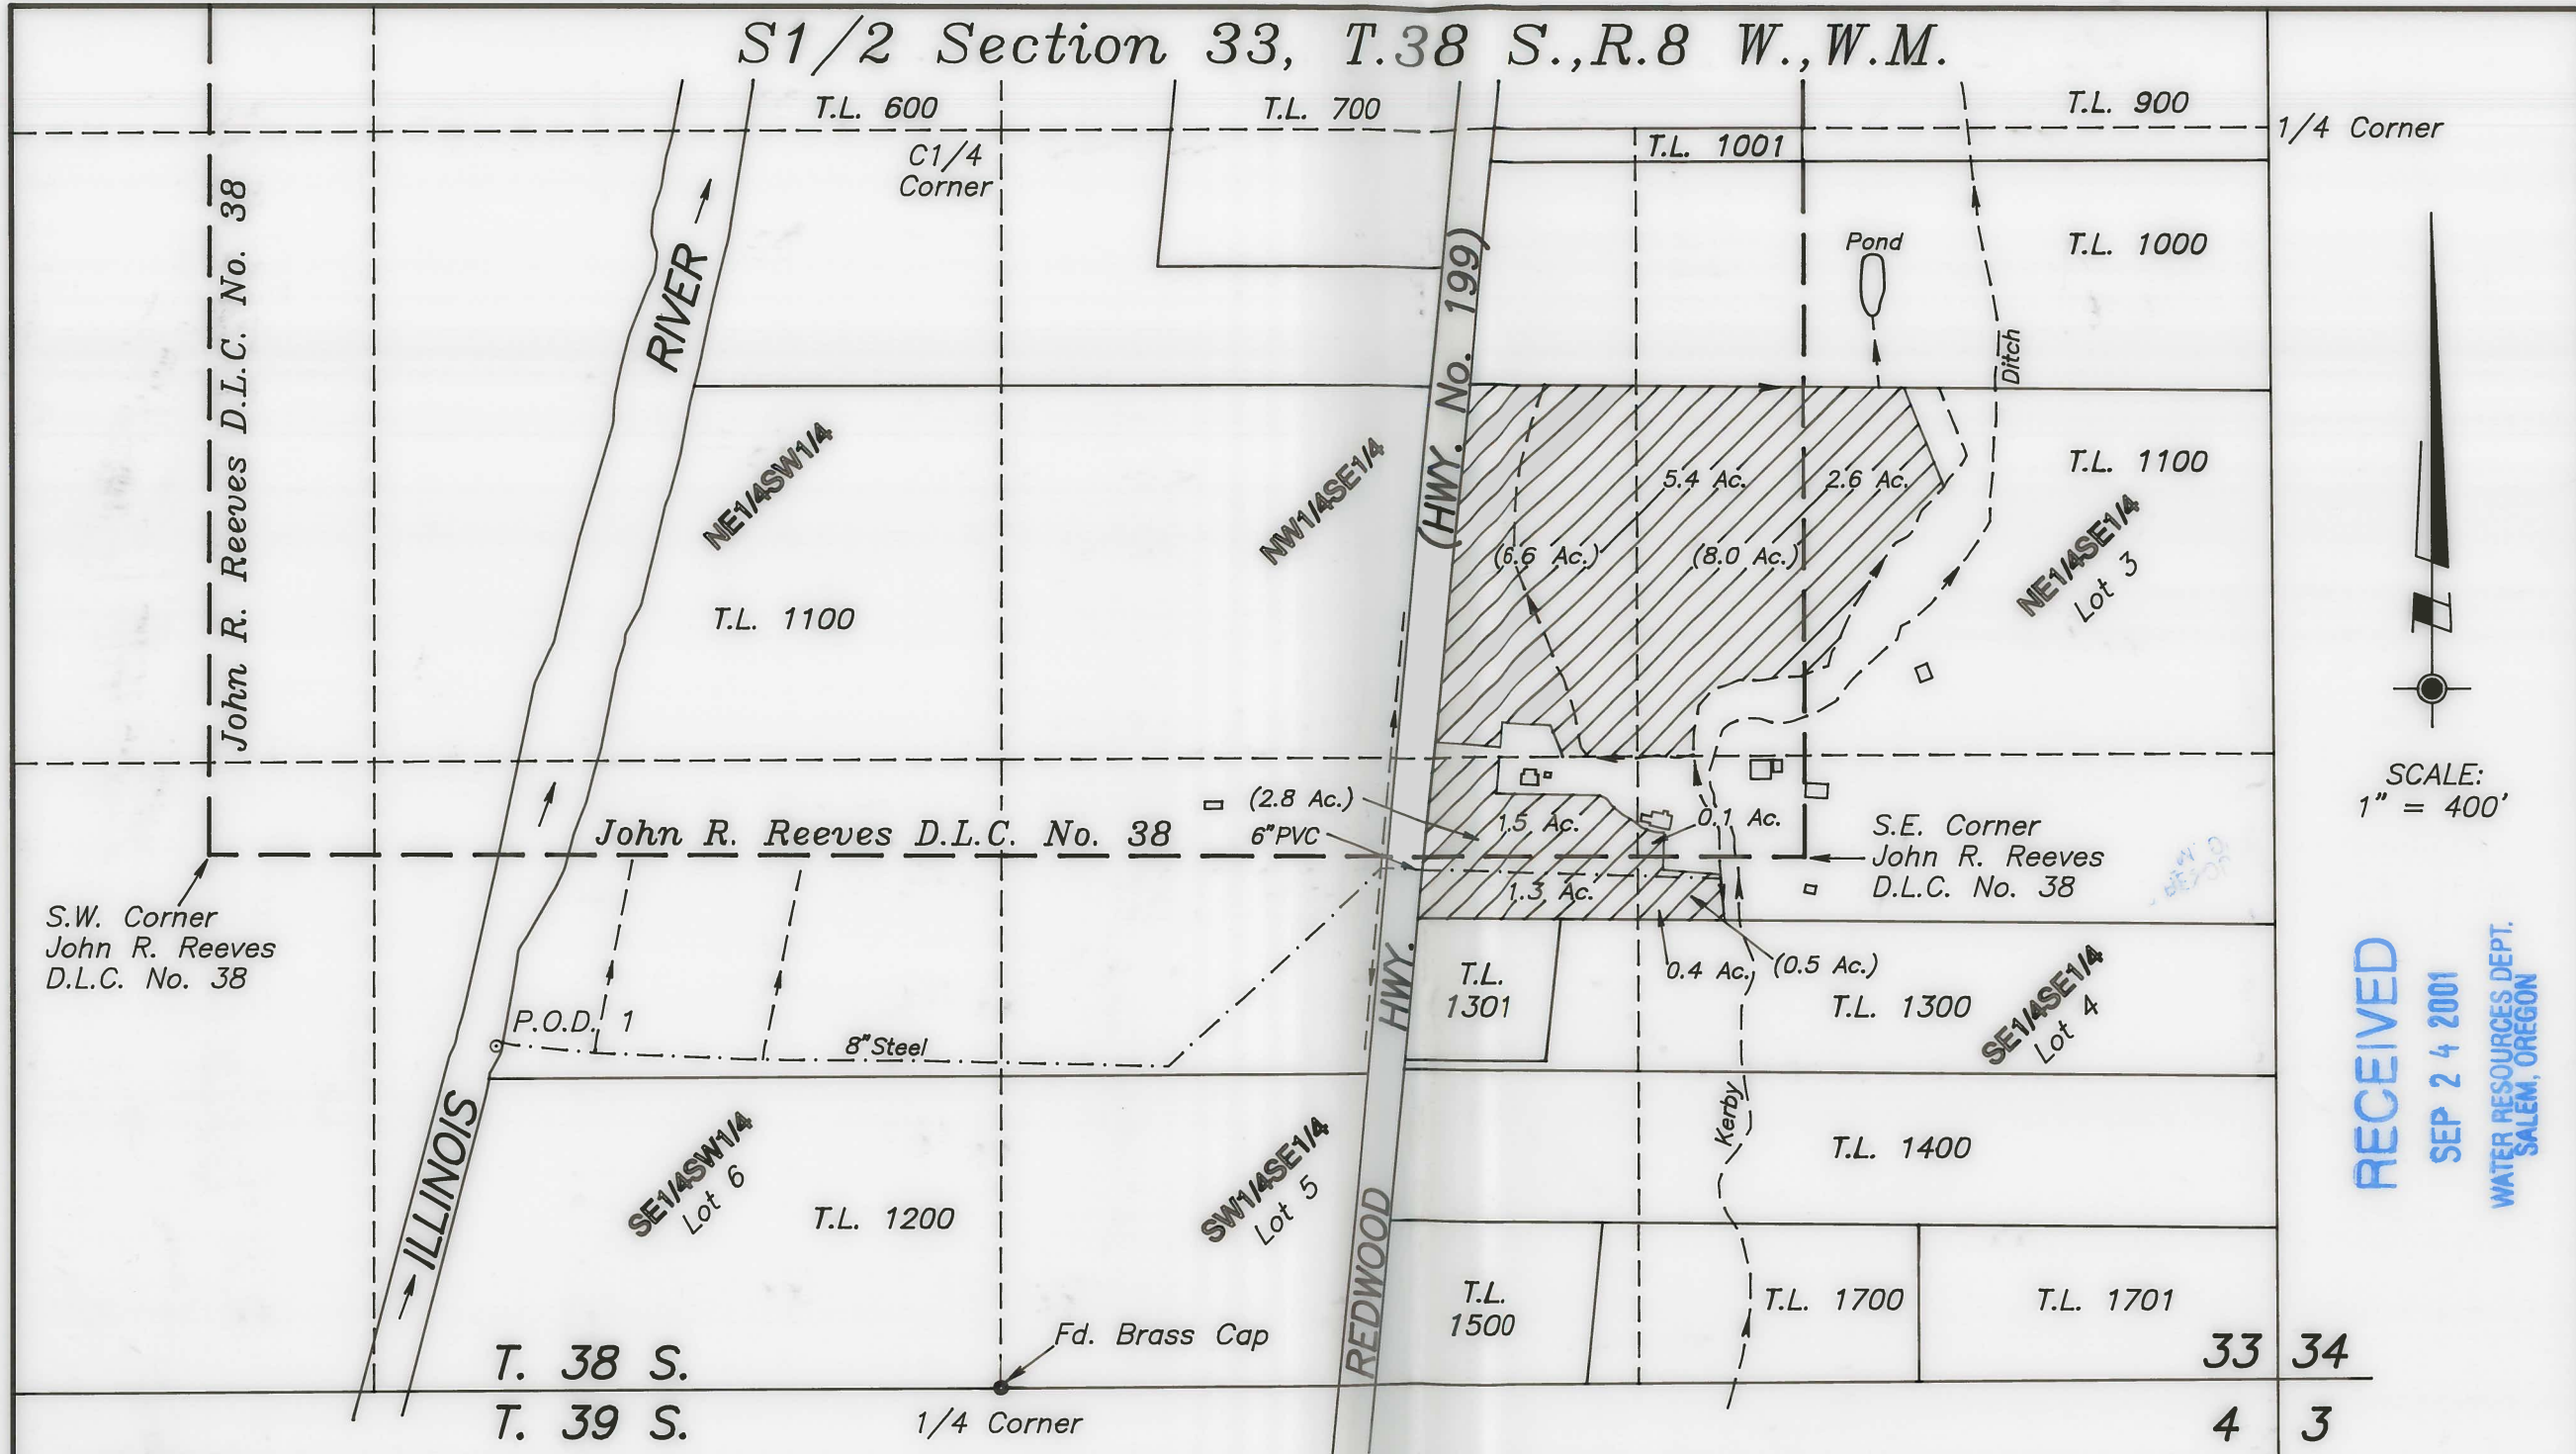 S1/2 Section 33, T.38 S.,R.8 W.,W.M.
T.L. 600
T.L. 700
T.L. 900
1/4 Corner
C1/4
Corner
T.L. 1001
John R. Reeves D.L.C. No. 38
RIVER
(HWY. No. 199)
Pond
T.L. 1000
Ditch
NE1/4SW1/4
NW1/4SE1/4
5.4 Ac.
2.6 Ac.
T.L. 1100
(6.6 Ac.)
(8.0 Ac.)
NE1/4SE1/4
Lot 3
T.L. 1100
SCALE:
1" = 400'
(2.8 Ac.)
6"PVC
1.5 Ac.
0.1 Ac.
John R. Reeves D.L.C. No. 38
S.E. Corner
John R. Reeves
D.L.C. No. 38
1.3 Ac.
S.W. Corner
John R. Reeves
D.L.C. No. 38
0.4 Ac.
(0.5 Ac.)
T.L.
1301
HWY.
T.L. 1300
SE1/4SE1/4
Lot 4
P.O.D. 1
8"Steel
RECEIVED
SEP 24 2001
WATER RESOURCES DEPT.
SALEM, OREGON
ILLINOIS
SE1/4SW1/4
Lot 6
T.L. 1200
SW1/4SE1/4
Lot 5
Kerby
T.L. 1400
REDWOOD
T.L.
1500
T.L. 1700
T.L. 1701
Fd. Brass Cap
T. 38 S.
33 34
T. 39 S.
1/4 Corner
4 3